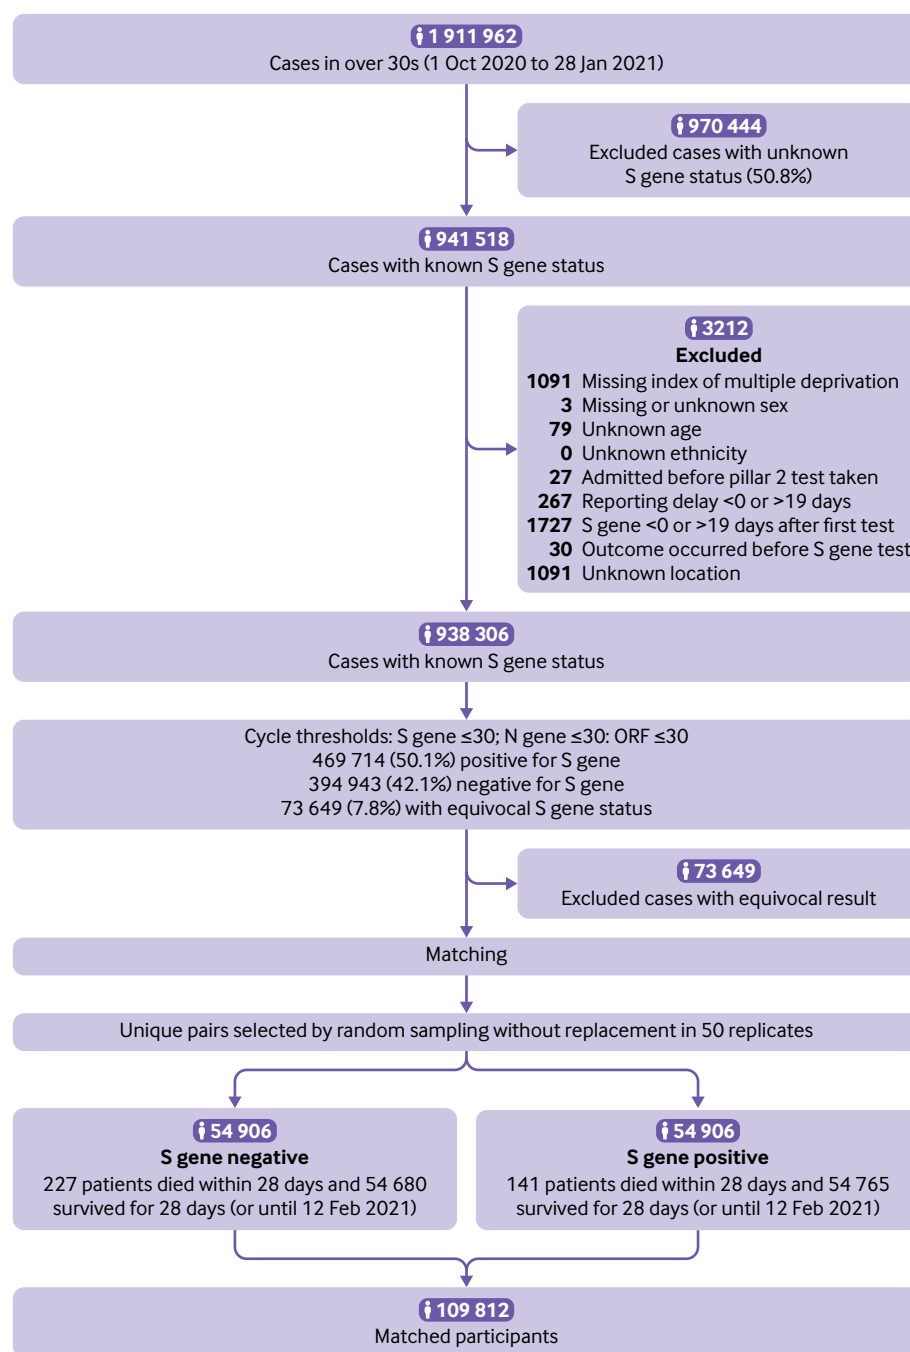 1 911 962
Cases in over 30s (1 Oct 2020 to 28 Jan 2021)
970 444
Excluded cases with unknown
S gene status (50.8%)
941 518
Cases with known S gene status
3212
Excluded
1091 Missing index of multiple deprivation
3 Missing or unknown sex
79 Unknown age
0 Unknown ethnicity
27 Admitted before pillar 2 test taken
267 Reporting delay <0 or >19 days
1727 S gene <0 or >19 days after first test
30 Outcome occurred before S gene test
1091 Unknown location
938 306
Cases with known S gene status
Cycle thresholds: S gene ≤30; N gene ≤30: ORF ≤30
469 714 (50.1%) positive for S gene
394 943 (42.1%) negative for S gene
73 649 (7.8%) with equivocal S gene status
73 649
Excluded cases with equivocal result
Matching
Unique pairs selected by random sampling without replacement in 50 replicates
54 906
S gene negative
227 patients died within 28 days and 54 680
survived for 28 days (or until 12 Feb 2021)
54 906
S gene positive
141 patients died within 28 days and 54 765
survived for 28 days (or until 12 Feb 2021)
109 812
Matched participants